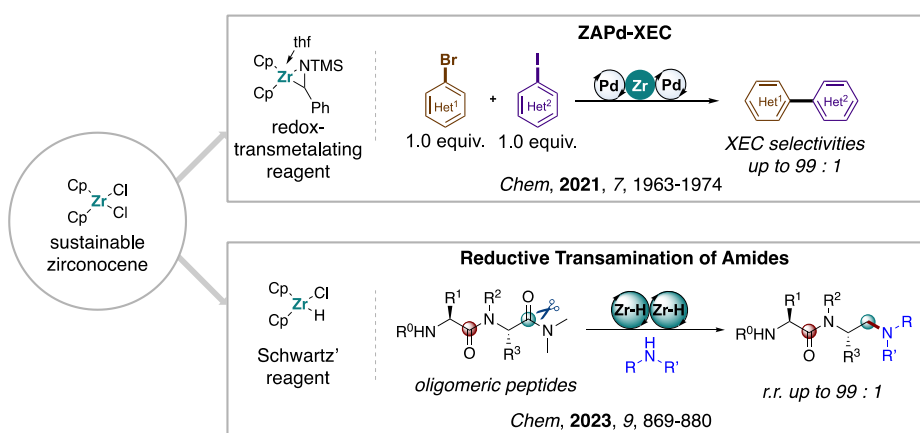 ZAPd-XEC
thf
Cp
Zr
NTMS
Cp
Ph
redox-
transmetalating
reagent
Br
Het¹
1.0 equiv.
+
I
Het²
1.0 equiv.
Pd Zr Pd
Het¹ Het²
XEC selectivities
up to 99 : 1
Chem, 2021, 7, 1963-1974
Cp
Zr
Cl
Cp
Cl
sustainable
zirconocene
Reductive Transamination of Amides
Cp
Zr
Cl
Cp
H
Schwartz'
reagent
R⁰HN
R¹
O
R²
N
R³
O
N
oligomeric peptides
Zr-H Zr-H
H
N
R R'
R⁰HN
R¹
O
R²
N
R³
N
R
R'
r.r. up to 99 : 1
Chem, 2023, 9, 869-880